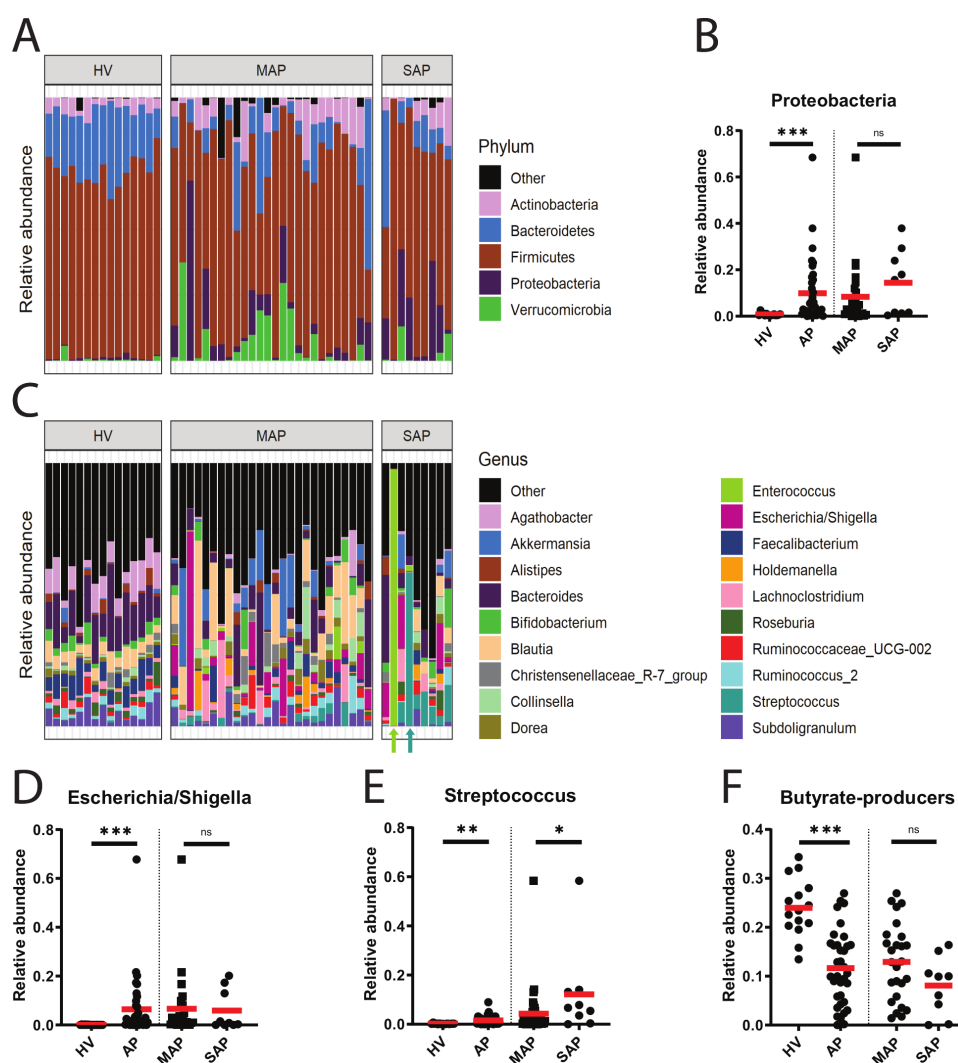 A
HV
MAP
SAP
Relative abundance
Phylum
Other
Actinobacteria
Bacteroidetes
Firmicutes
Proteobacteria
Verrucomicrobia
B
Proteobacteria
Relative abundance
0.8
0.6
0.4
0.2
0.0
***
ns
HV
AP
MAP
SAP
C
HV
MAP
SAP
Relative abundance
Genus
Other
Agathobacter
Akkermansia
Alistipes
Bacteroides
Bifidobacterium
Blautia
Christensenellaceae_R-7_group
Collinsella
Dorea
Enterococcus
Escherichia/Shigella
Faecalibacterium
Holdemanella
Lachnoclostridium
Roseburia
Ruminococcaceae_UCG-002
Ruminococcus_2
Streptococcus
Subdoligranulum
D
Escherichia/Shigella
Relative abundance
0.8
0.6
0.4
0.2
0.0
***
ns
HV
AP
MAP
SAP
E
Streptococcus
Relative abundance
0.8
0.6
0.4
0.2
0.0
**
*
HV
AP
MAP
SAP
F
Butyrate-producers
Relative abundance
0.4
0.3
0.2
0.1
0.0
***
ns
HV
AP
MAP
SAP